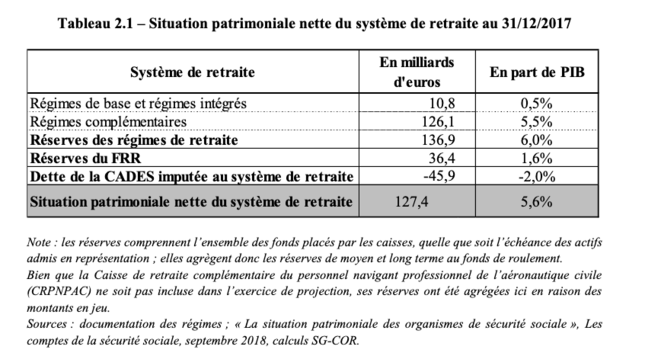 Tableau 2.1 – Situation patrimoniale nette du système de retraite au 31/12/2017
Système de retraite En milliards d'euros En part de PIB
Régimes de base et régimes intégrés 10,8 0,5%
Régimes complémentaires 126,1 5,5%
Réserves des régimes de retraite 136,9 6,0%
Réserves du FRR 36,4 1,6%
Dette de la CADES imputée au système de retraite -45,9 -2,0%
Situation patrimoniale nette du système de retraite 127,4 5,6%
Note : les réserves comprennent l'ensemble des fonds placés par les caisses, quelle que soit l'échéance des actifs
admis en représentation ; elles agrègent donc les réserves de moyen et long terme au fonds de roulement.
Bien que la Caisse de retraite complémentaire du personnel navigant professionnel de l'aéronautique civile
(CRPNPAC) ne soit pas incluse dans l'exercice de projection, ses réserves ont été agrégées ici en raison des
montants en jeu.
Sources : documentation des régimes ; « La situation patrimoniale des organismes de sécurité sociale », Les
comptes de la sécurité sociale, septembre 2018, calculs SG-COR.